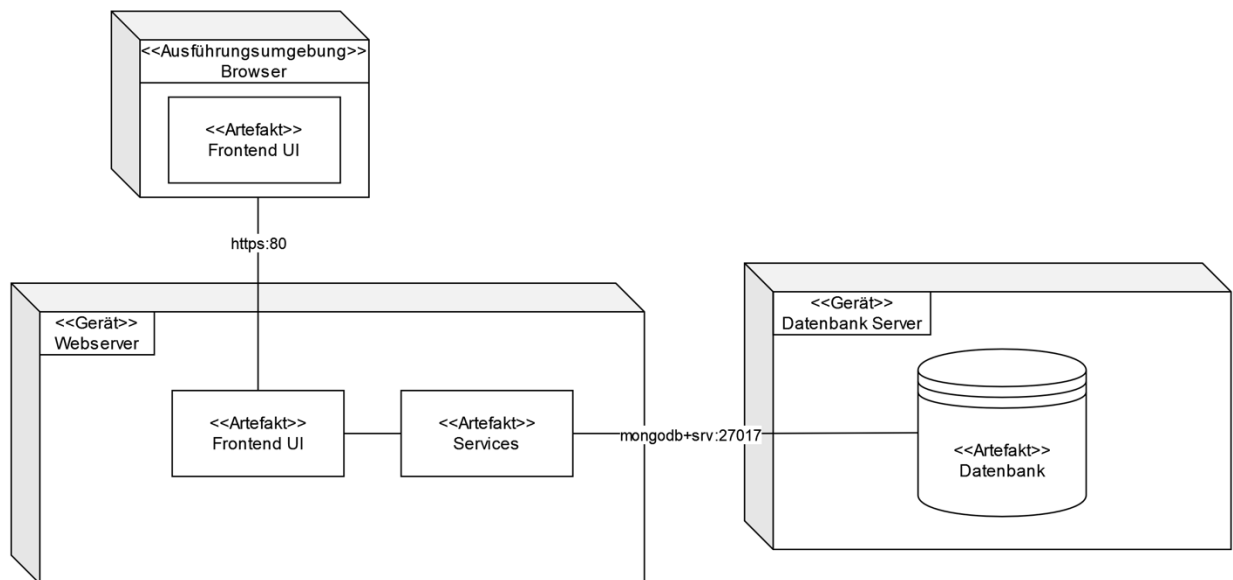 <<Ausführungsumgebung>>
Browser
<<Artefakt>>
Frontend UI
https:80
<<Gerät>>
Webserver
<<Artefakt>>
Frontend UI
<<Artefakt>>
Services
mongodb+srv:27017
<<Gerät>>
Datenbank Server
<<Artefakt>>
Datenbank